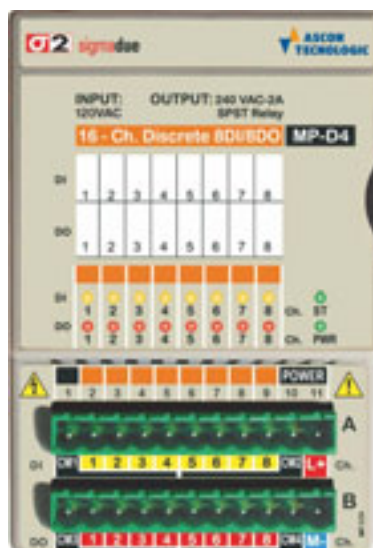 σ2 sigmadue
ASCON TECNOLOGIC
INPUT: 120VAC
OUTPUT: 240 VAC-2A SPST Relay
16 - Ch. Discrete 8DI/8DO MP-D4
DI
1 2 3 4 5 6 7 8
DO
1 2 3 4 5 6 7 8
DI
1 2 3 4 5 6 7 8 Ch. ST
DO
1 2 3 4 5 6 7 8 Ch. PWR
POWER
1 2 3 4 5 6 7 8 9 10 11
A
DI COM1 1 2 3 4 5 6 7 8 COM2 L+ Ch.
B
DO COM3 1 2 3 4 5 6 7 8 COM4 M- Ch.